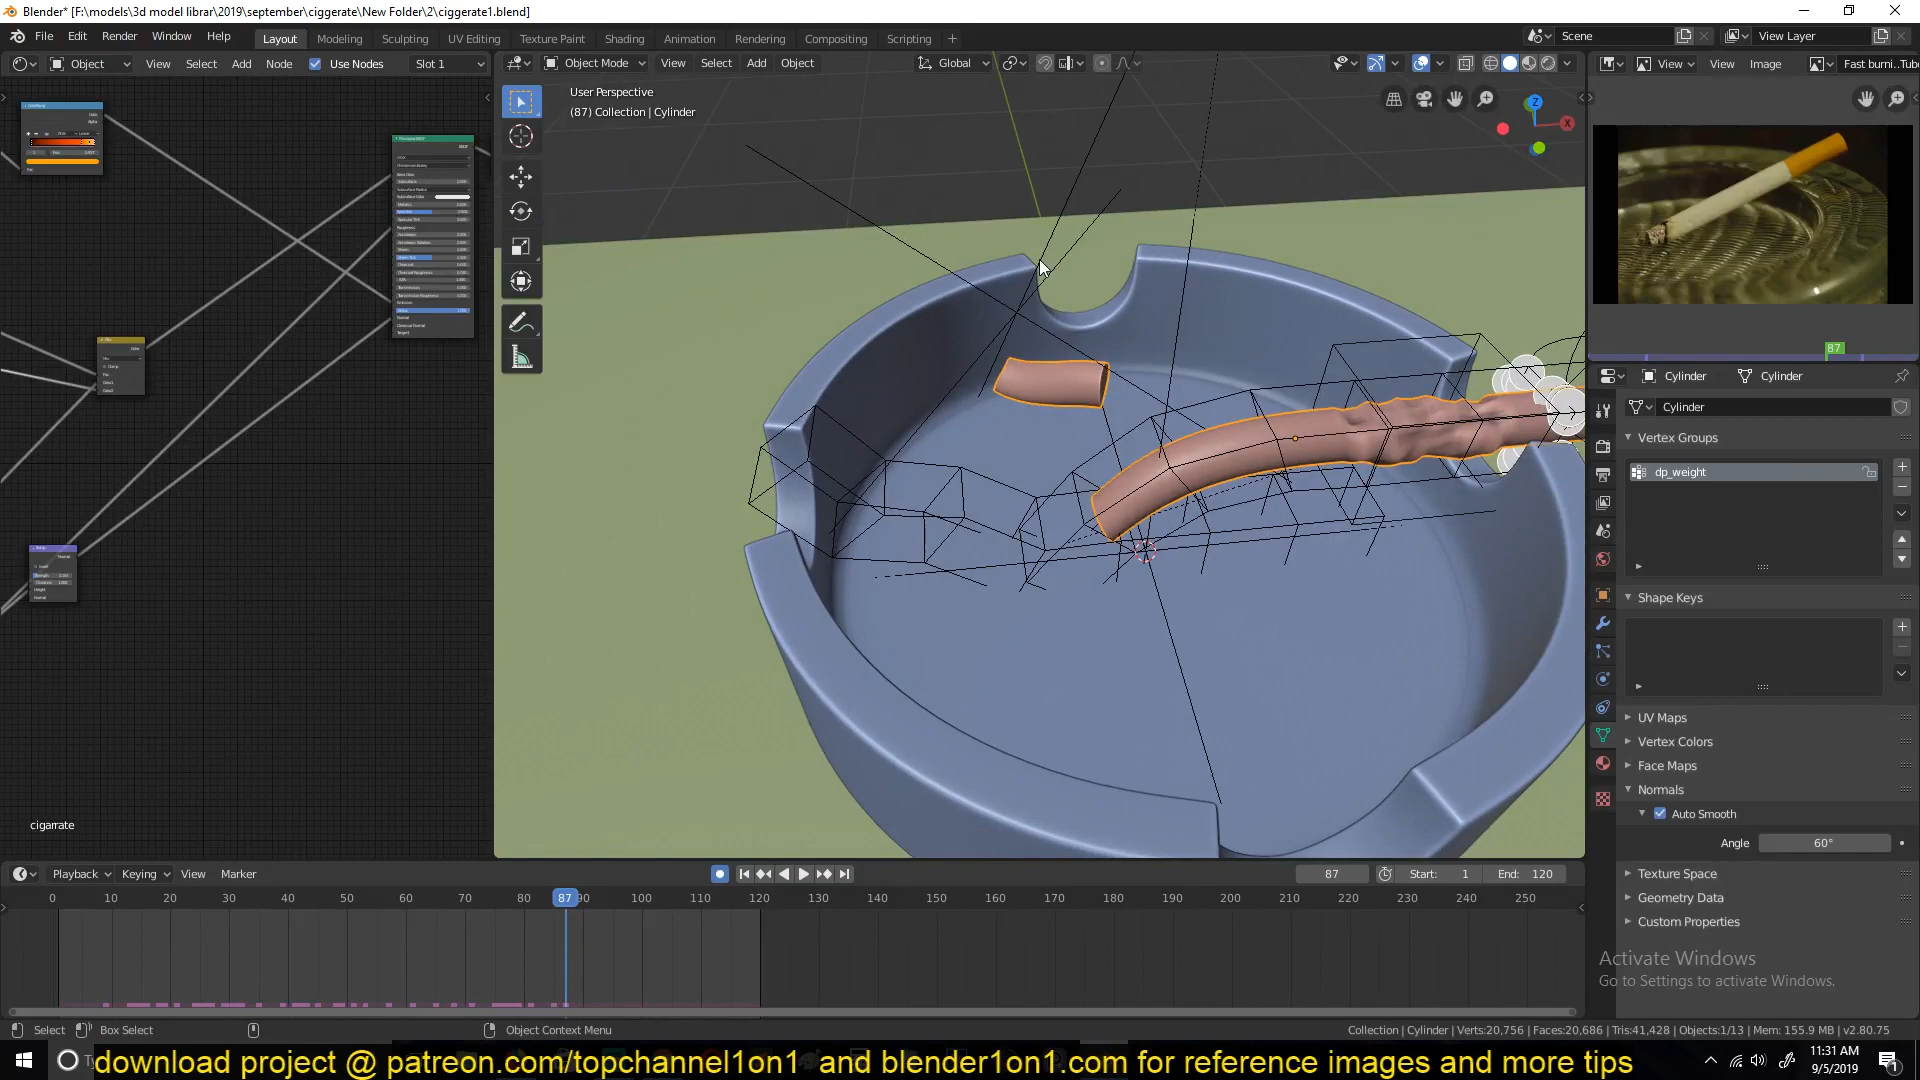 Blender* [F:\models\3d model librar\2019\september\ciggerate\New Folder\2\ciggerate1.blend]
File Edit Render Window Help Layout Modeling Sculpting UV Editing Texture Paint Shading Animation Rendering Compositing Scripting Scene View Layer
Object View Select Add Node Use Nodes Slot 1
Object Mode View Select Add Object Global
View View Image Fast burni...Tub
User Perspective
(87) Collection | Cylinder
Z
X
87
Cylinder Cylinder
Cylinder
Vertex Groups
dp_weight
Shape Keys
UV Maps
Vertex Colors
Face Maps
Normals
Auto Smooth
Angle 60°
Texture Space
Geometry Data
Custom Properties
cigarrate
Playback Keying View Marker 87 Start: 1 End: 120
0 10 20 30 40 50 60 70 80 87 90 100 110 120 130 140 150 160 170 180 190 200 210 220 230 240 250
Activate Windows
Go to Settings to activate Windows.
Select Box Select Object Context Menu Collection | Cylinder | Verts:20,756 | Faces:20,686 | Tris:41,428 | Objects:1/13 | Mem: 155.9 MB | v2.80.75
download project @ patreon.com/topchannel1on1 and blender1on1.com for reference images and more tips
11:31 AM
9/5/2019
1